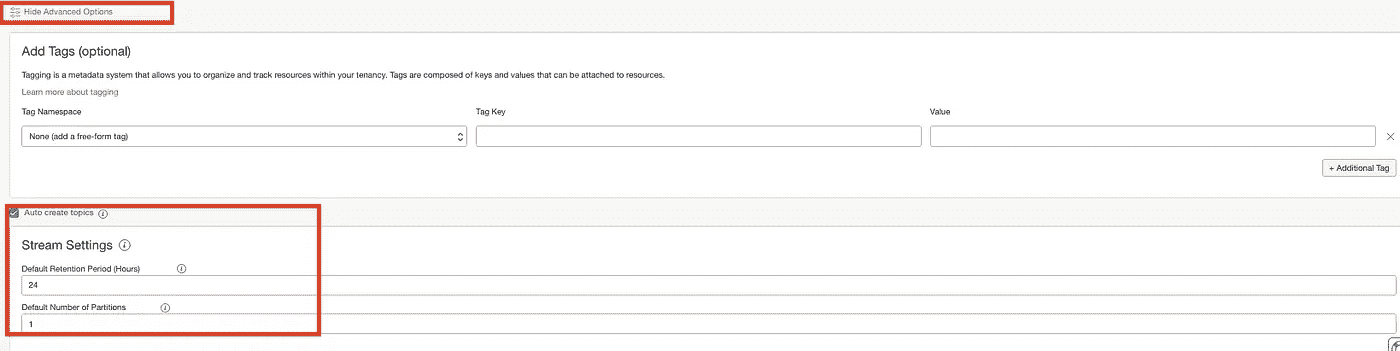 Hide Advanced Options
Add Tags (optional)
Tagging is a metadata system that allows you to organize and track resources within your tenancy. Tags are composed of keys and values that can be attached to resources.
Learn more about tagging
Tag Namespace Tag Key Value
None (add a free-form tag)
+ Additional Tag
Auto create topics
Stream Settings
Default Retention Period (Hours)
24
Default Number of Partitions
1